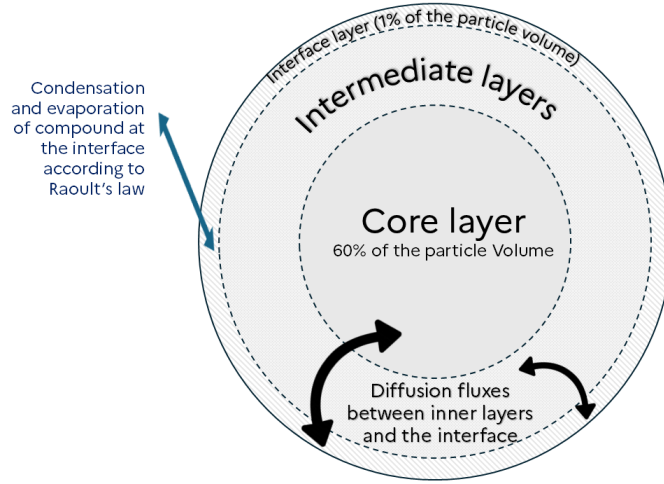 Interface layer (1% of the particle volume)
Intermediate layers
Condensation
and evaporation
of compound at
the interface
according to
Raoult's law
Core layer
60% of the particle Volume
Diffusion fluxes
between inner layers
and the interface